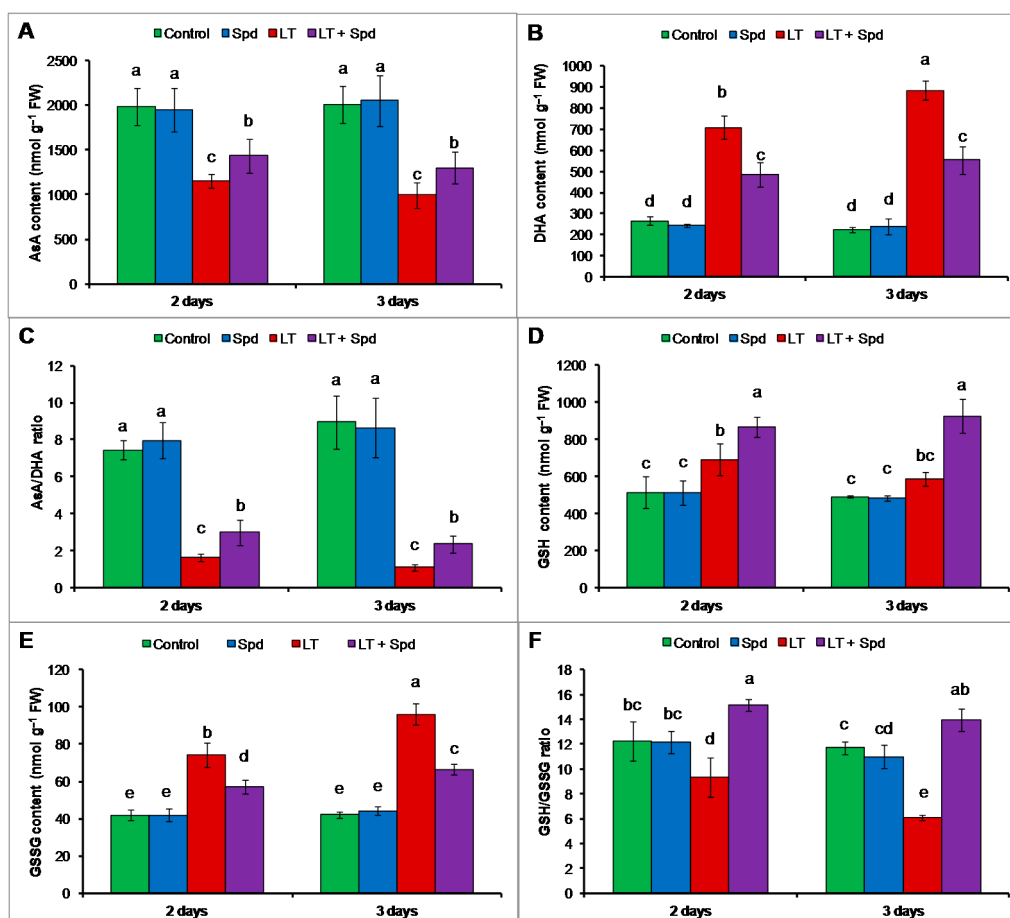 A
Control Spd LT LT + Spd
AsA content (nmol g⁻¹ FW)
2500
2000
1500
1000
500
0
a a c b a a c b
2 days 3 days
B
Control Spd LT LT + Spd
DHA content (nmol g⁻¹ FW)
1000
900
800
700
600
500
400
300
200
100
0
d d b c d d a c
2 days 3 days
C
Control Spd LT LT + Spd
AsA/DHA ratio
12
10
8
6
4
2
0
a a c b a a c b
2 days 3 days
D
Control Spd LT LT + Spd
GSH content (nmol g⁻¹ FW)
1200
1000
800
600
400
200
0
c c b a c c bc a
2 days 3 days
E
Control Spd LT LT + Spd
GSSG content (nmol g⁻¹ FW)
120
100
80
60
40
20
0
e e b d e e a c
2 days 3 days
F
Control Spd LT LT + Spd
GSH/GSSG ratio
18
16
14
12
10
8
6
4
2
0
bc bc d a c cd e ab
2 days 3 days